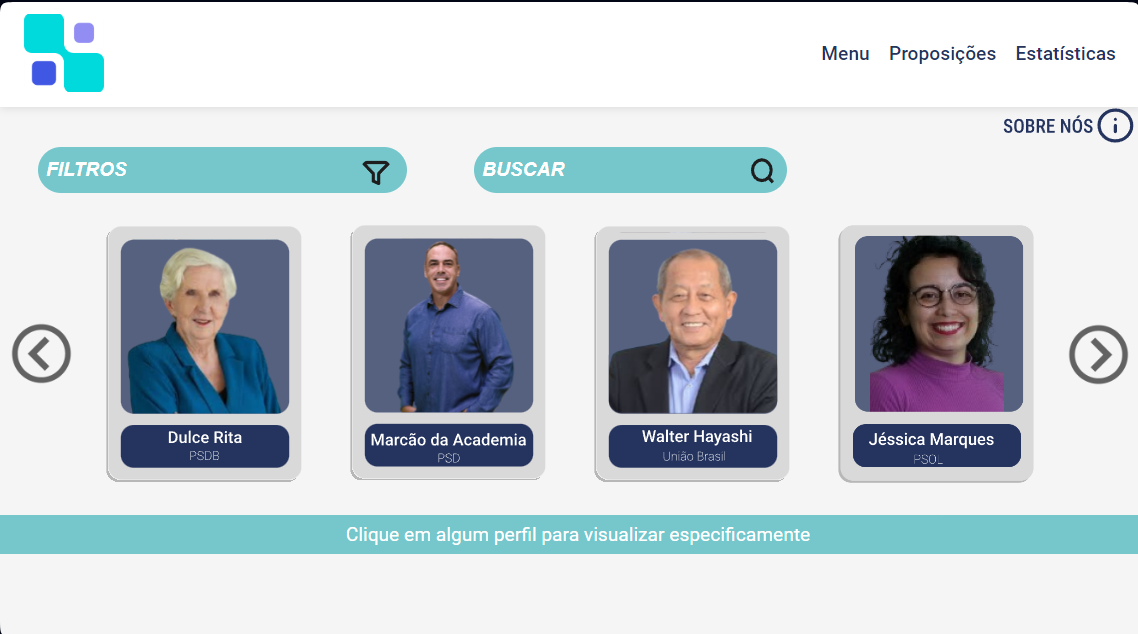 Menu Proposições Estatísticas
SOBRE NÓS
FILTROS
BUSCAR
Dulce Rita
PSDB
Marcão da Academia
PSD
Walter Hayashi
União Brasil
Jéssica Marques
PSOL
Clique em algum perfil para visualizar especificamente